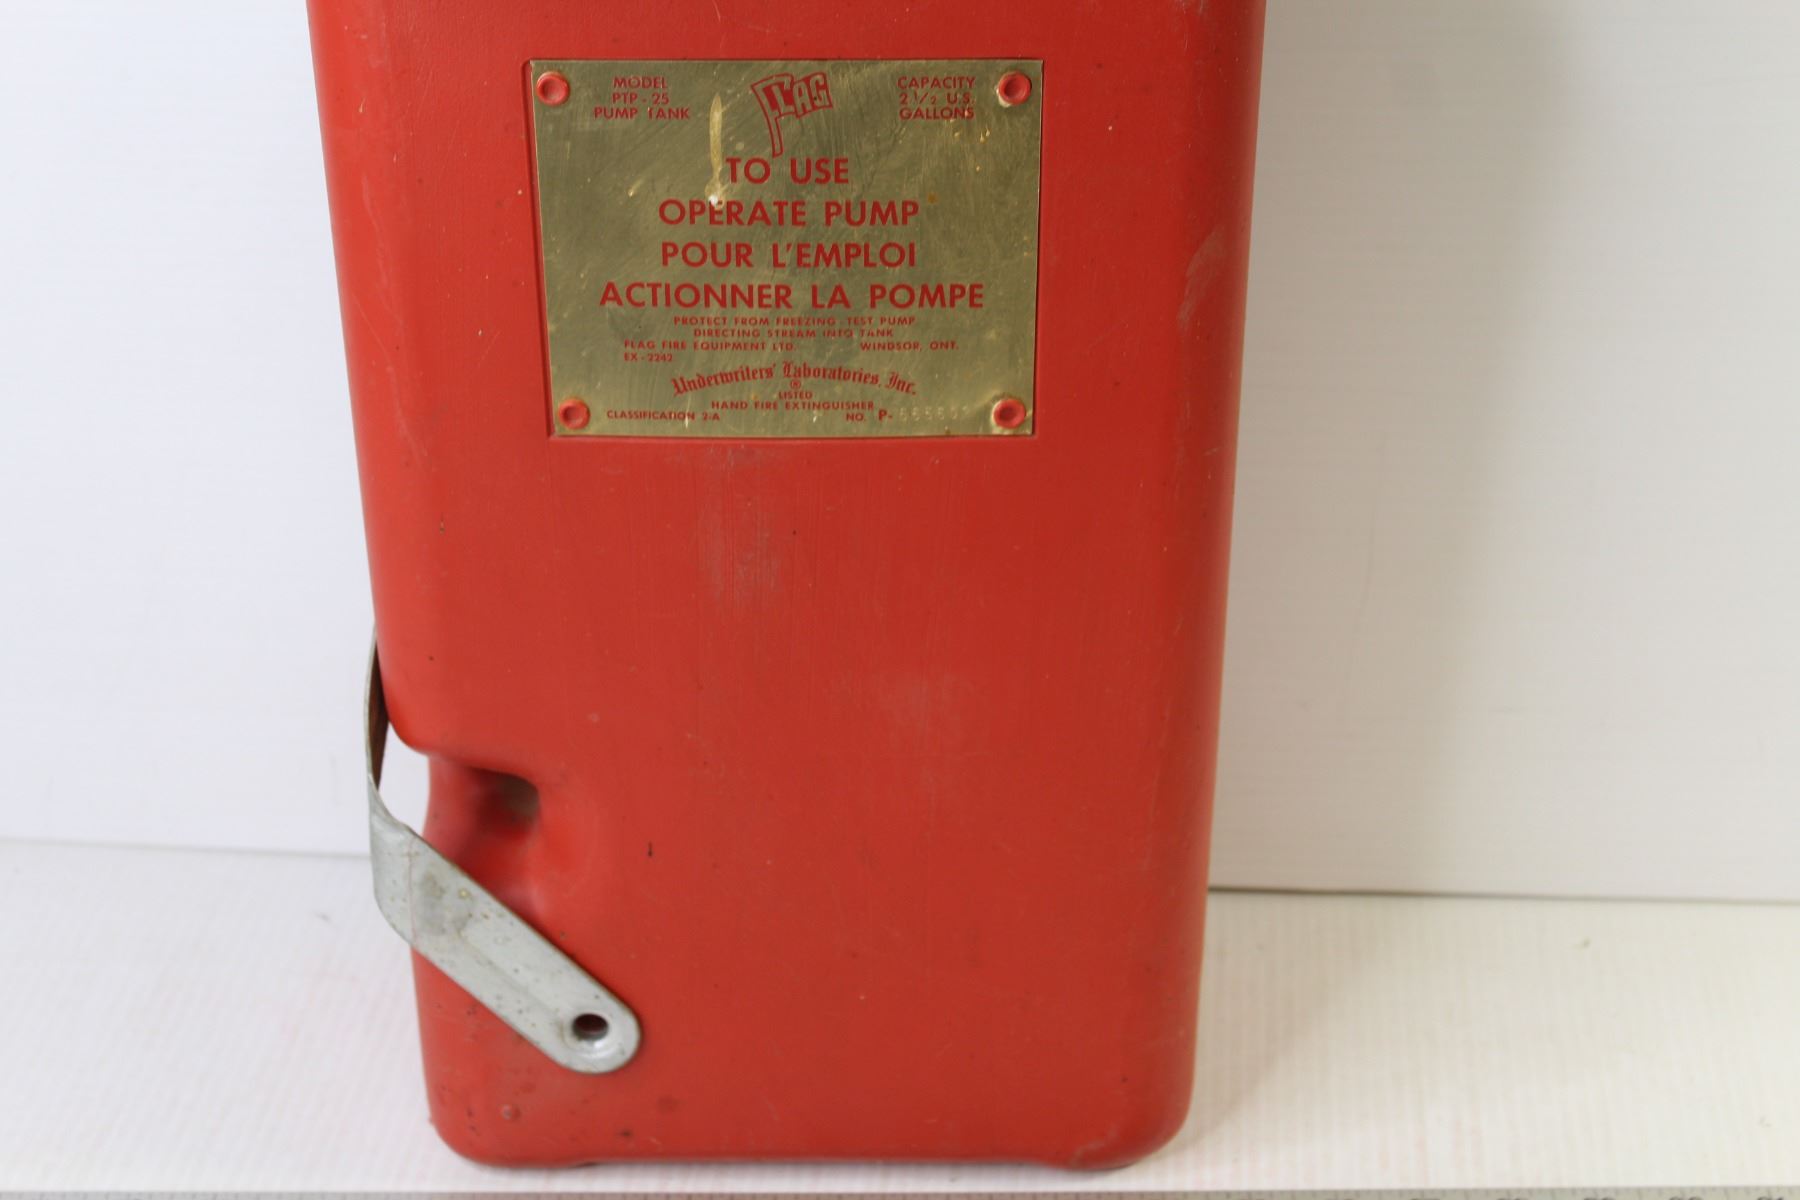 MODEL
PTP - 25
PUMP TANK
FLAG
CAPACITY
2 1/2 U.S.
GALLONS
TO USE
OPERATE PUMP
POUR L'EMPLOI
ACTIONNER LA POMPE
PROTECT FROM FREEZING - TEST PUMP
DIRECTING STREAM INTO TANK
FLAG FIRE EQUIPMENT LTD. WINDSOR, ONT.
EX - 2242
Underwriters' Laboratories, Inc.
®
LISTED
HAND FIRE EXTINGUISHER
CLASSIFICATION 2-A NO. P-